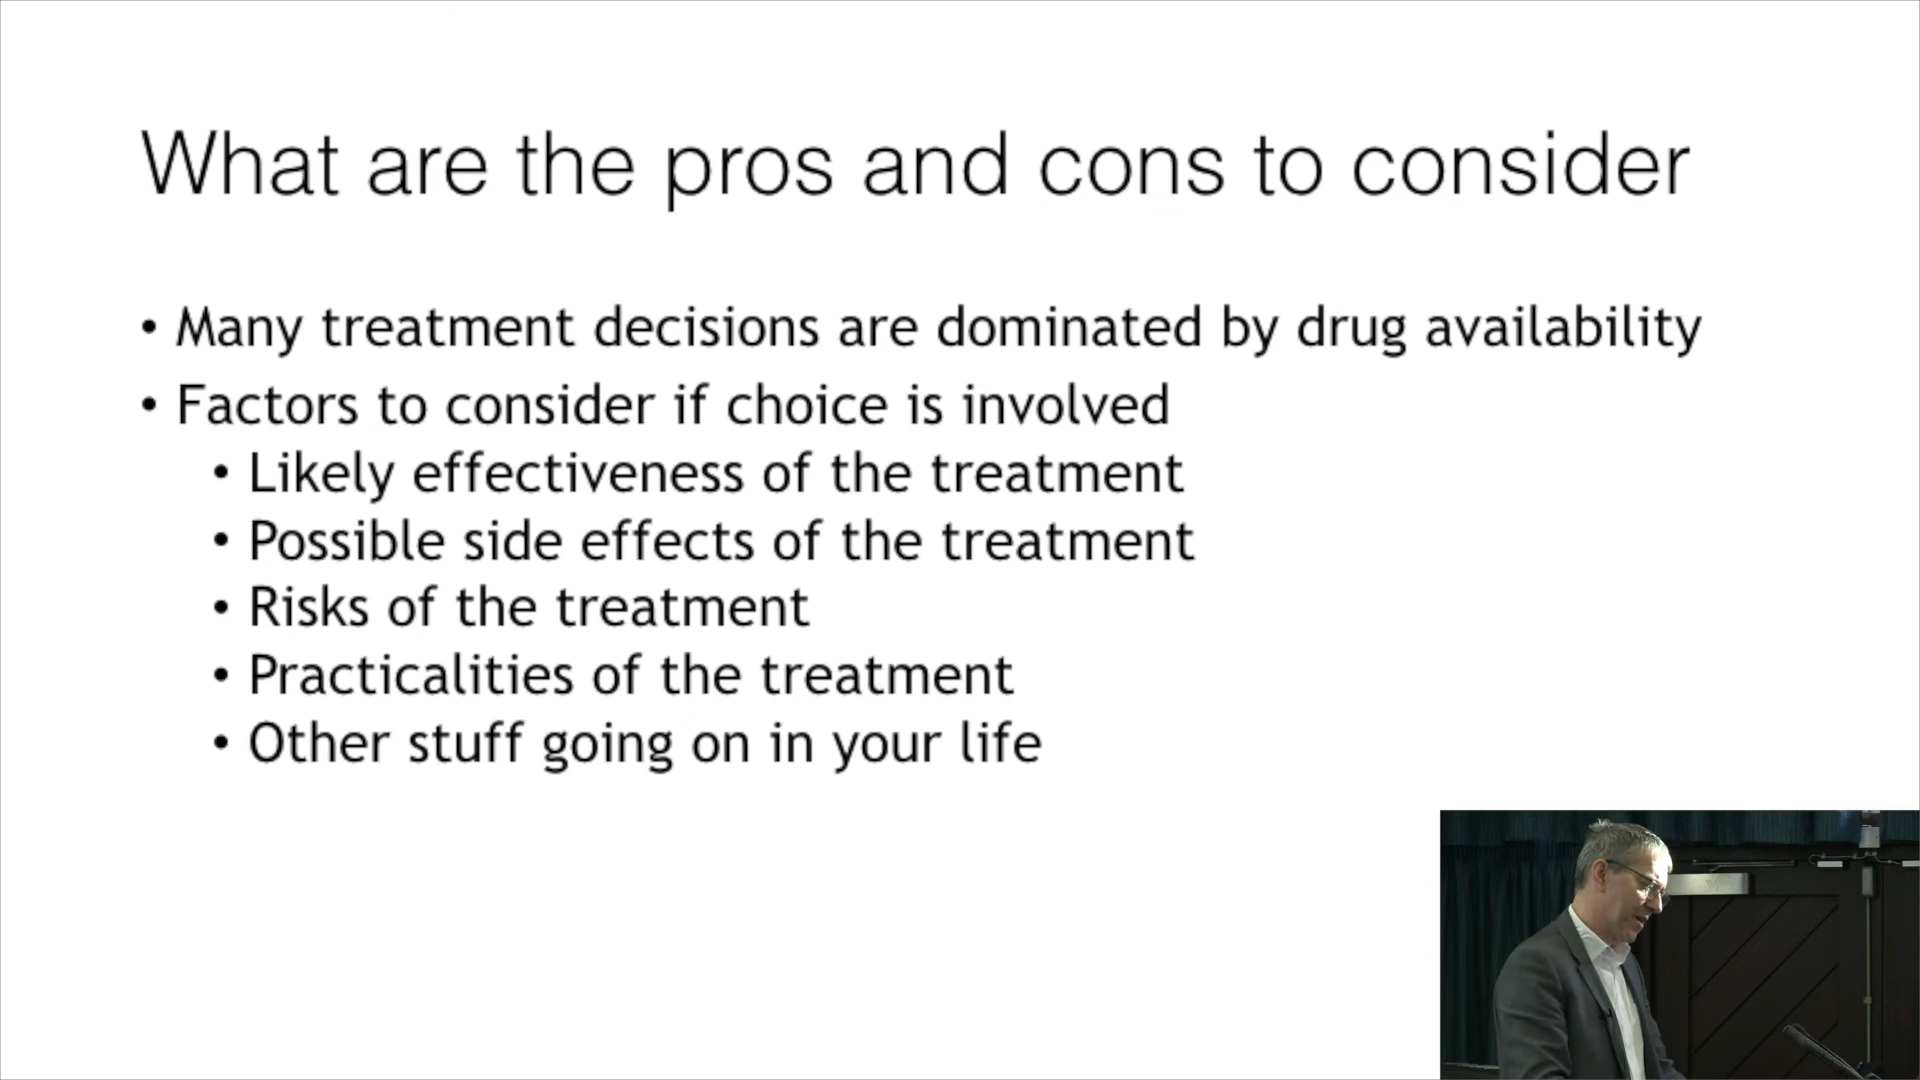 What are the pros and cons to consider
• Many treatment decisions are dominated by drug availability
• Factors to consider if choice is involved
• Likely effectiveness of the treatment
• Possible side effects of the treatment
• Risks of the treatment
• Practicalities of the treatment
• Other stuff going on in your life